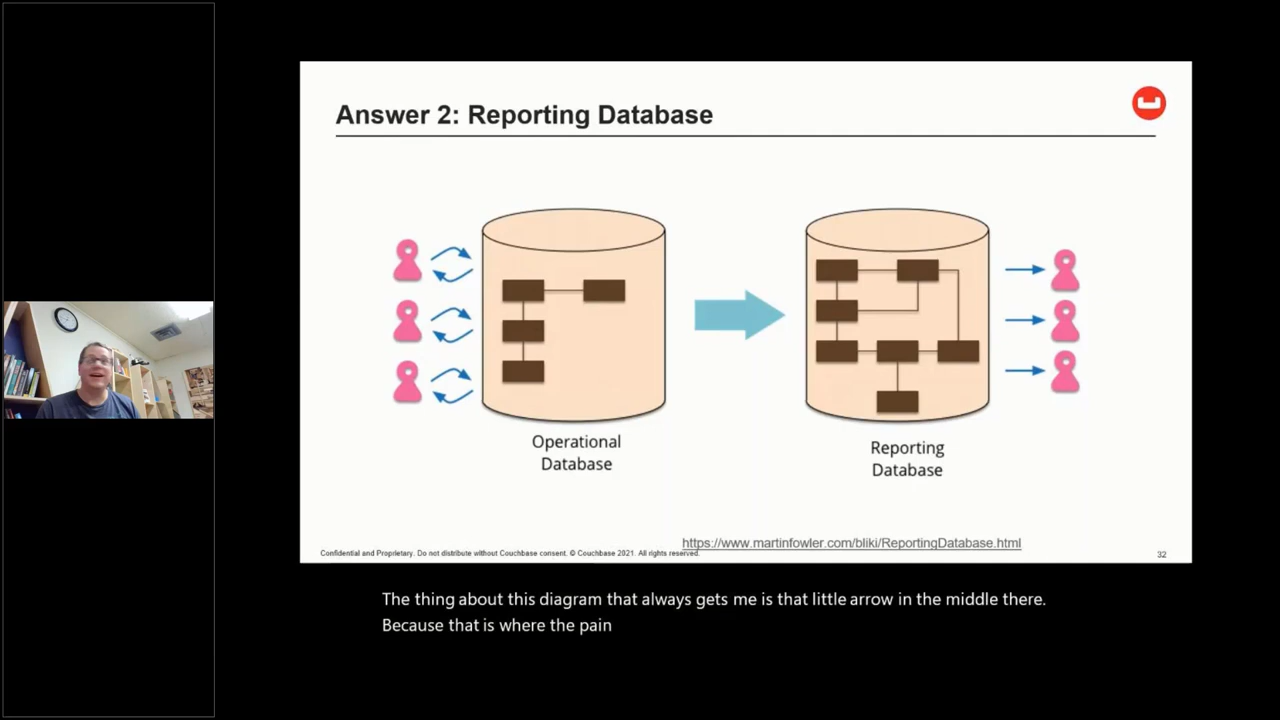 Answer 2: Reporting Database
Operational
Database
Reporting
Database
https://www.martinfowler.com/bliki/ReportingDatabase.html
Confidential and Proprietary. Do not distribute without Couchbase consent. © Couchbase 2021. All rights reserved.
32
The thing about this diagram that always gets me is that little arrow in the middle there.
Because that is where the pain